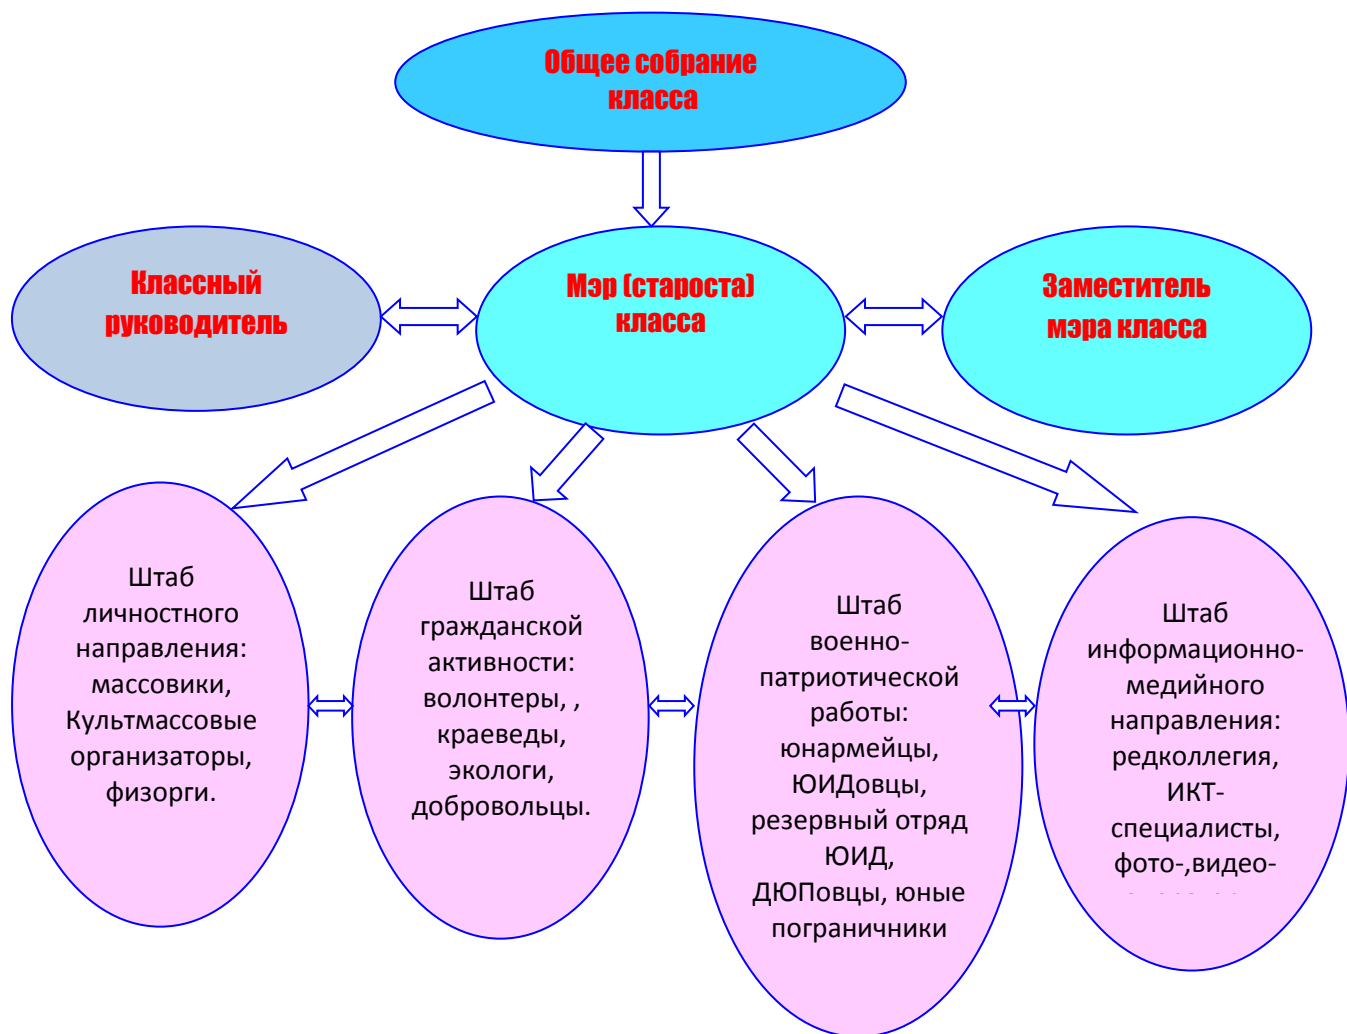 Общее собрание
класса
Классный
руководитель
Мэр (староста)
класса
Заместитель
мэра класса
Штаб
личностного
направления:
массовики,
Культмассовые
организаторы,
физорги.
Штаб
гражданской
активности:
волонтеры, ,
краеведы,
экологи,
добровольцы.
Штаб
военно-
патриотической
работы:
юнармейцы,
ЮИДовцы,
резервный отряд
ЮИД,
ДЮПовцы, юные
пограничники
Штаб
информационно-
медийного
направления:
редколлегия,
ИКТ-
специалисты,
фото-,видео-